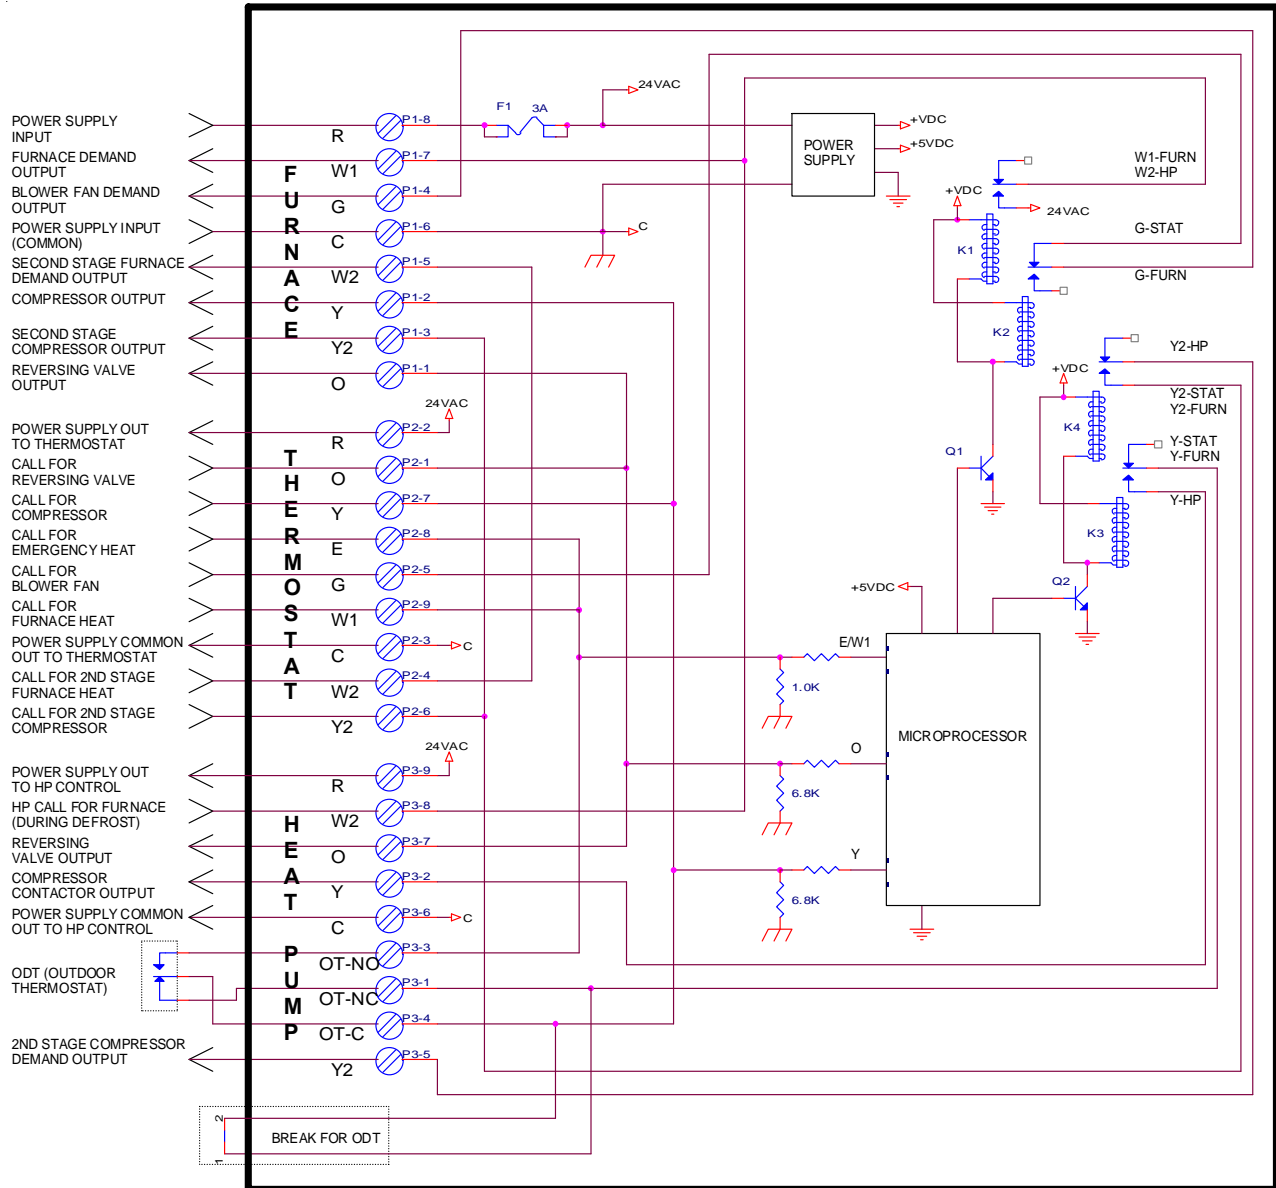 POWER SUPPLY
INPUT
R
P1-8
F1
3A
24VAC
FURNACE DEMAND
OUTPUT
W1
P1-7
BLOWER FAN DEMAND
OUTPUT
G
P1-4
POWER SUPPLY INPUT
(COMMON)
C
P1-6
C
SECOND STAGE FURNACE
DEMAND OUTPUT
W2
P1-5
COMPRESSOR OUTPUT
Y
P1-2
SECOND STAGE
COMPRESSOR OUTPUT
Y2
P1-3
REVERSING VALVE
OUTPUT
O
P1-1
FURNACE
POWER
SUPPLY
+VDC
+5VDC
W1-FURN
W2-HP
+VDC
24VAC
K1
G-STAT
G-FURN
K2
Y2-HP
+VDC
Y2-STAT
Y2-FURN
K4
Y-STAT
Y-FURN
Y-HP
K3
Q1
Q2
POWER SUPPLY OUT
TO THERMOSTAT
R
P2-2
24VAC
CALL FOR
REVERSING VALVE
O
P2-1
CALL FOR
COMPRESSOR
Y
P2-7
CALL FOR
EMERGENCY HEAT
E
P2-8
CALL FOR
BLOWER FAN
G
P2-5
CALL FOR
FURNACE HEAT
W1
P2-9
POWER SUPPLY COMMON
OUT TO THERMOSTAT
C
P2-3
C
CALL FOR 2ND STAGE
FURNACE HEAT
W2
P2-4
CALL FOR 2ND STAGE
COMPRESSOR
Y2
P2-6
THERMOSTAT
+5VDC
E/W1
1.0K
O
6.8K
Y
6.8K
MICROPROCESSOR
POWER SUPPLY OUT
TO HP CONTROL
R
P3-9
24VAC
HP CALL FOR FURNACE
(DURING DEFROST)
W2
P3-8
REVERSING
VALVE OUTPUT
O
P3-7
COMPRESSOR
CONTACTOR OUTPUT
Y
P3-2
POWER SUPPLY COMMON
OUT TO HP CONTROL
C
P3-6
C
OT-NO
P3-3
ODT (OUTDOOR
THERMOSTAT)
OT-NC
P3-1
OT-C
P3-4
2ND STAGE COMPRESSOR
DEMAND OUTPUT
Y2
P3-5
HEAT PUMP
2
BREAK FOR ODT
1